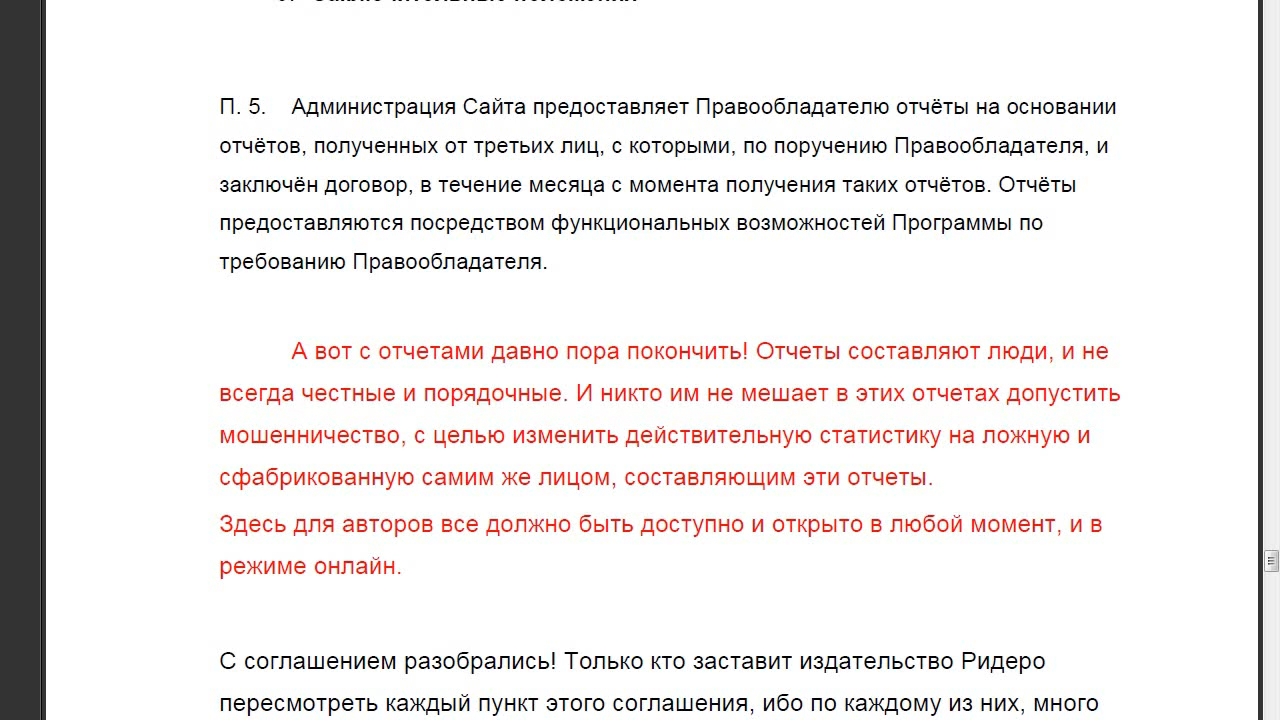 П. 5. Администрация Сайта предоставляет Правообладателю отчёты на основании
отчётов, полученных от третьих лиц, с которыми, по поручению Правообладателя, и
заключён договор, в течение месяца с момента получения таких отчётов. Отчёты
предоставляются посредством функциональных возможностей Программы по
требованию Правообладателя.
А вот с отчетами давно пора покончить! Отчеты составляют люди, и не
всегда честные и порядочные. И никто им не мешает в этих отчетах допустить
мошенничество, с целью изменить действительную статистику на ложную и
сфабрикованную самим же лицом, составляющим эти отчеты.
Здесь для авторов все должно быть доступно и открыто в любой момент, и в
режиме онлайн.
С соглашением разобрались! Только кто заставит издательство Ридеро
пересмотреть каждый пункт этого соглашения, ибо по каждому из них, много